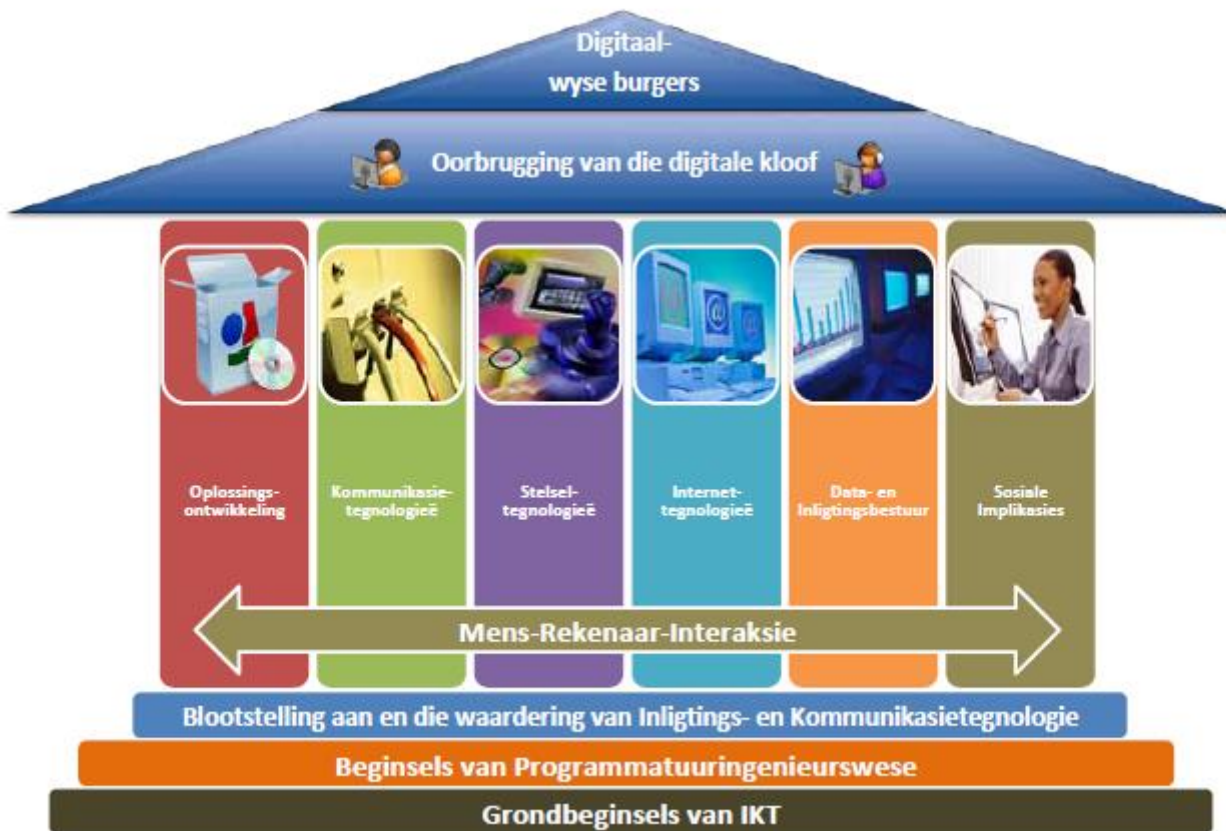 Digitaal-
wyse burgers
Oorbrugging van die digitale kloof
Oplossings-
ontwikkeling
Kommunikasie-
tegnologieë
Stelsel-
tegnologieë
Internet-
tegnologieë
Data- en
Inligtingsbestuur
Sosiale
Implikasies
Mens-Rekenaar-Interaksie
Blootstelling aan en die waardering van Inligtings- en Kommunikasietegnologie
Beginsels van Programmatuuringenieurswese
Grondbeginsels van IKT